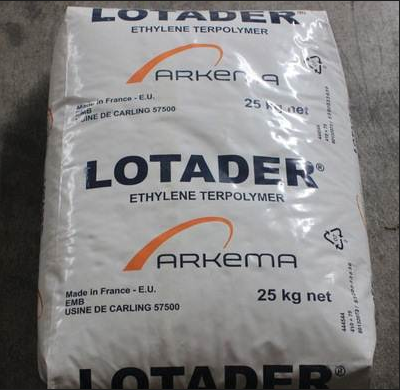 LOTADER
ETHYLENE TERPOLYMER
ARKEMA
Made in France - E.U.
EMB
USINE DE CARLING 57500
25 kg net
LOTADER®
ETHYLENE TERPOLYMER
ARKEMA
Made in France - E.U.
EMB
USINE DE CARLING 57500
25 kg net
LOTADER